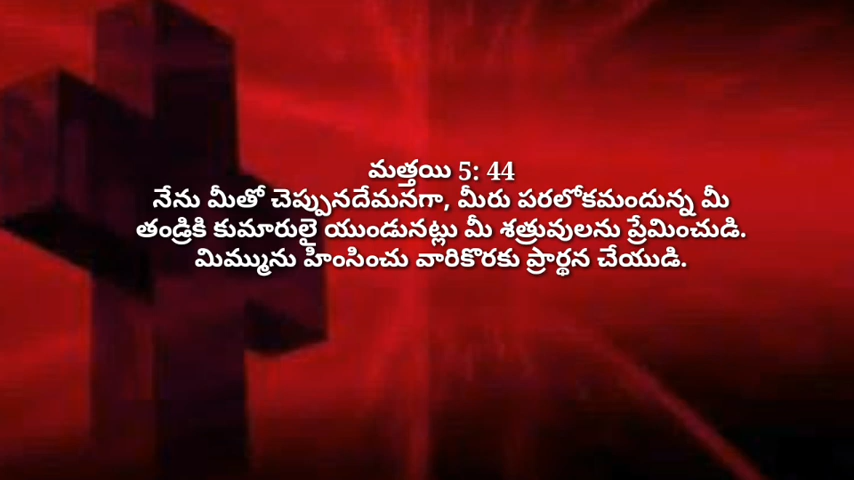 మత్తయి 5: 44
నేను మీతో చెప్పునదేమనగా, మీరు పరలోకమందున్న మీ
తండ్రికి కుమారులై యుండునట్లు మీ శత్రువులను ప్రేమించుడి.
మిమ్మును హింసించు వారికొరకు ప్రార్థన చేయుడి.